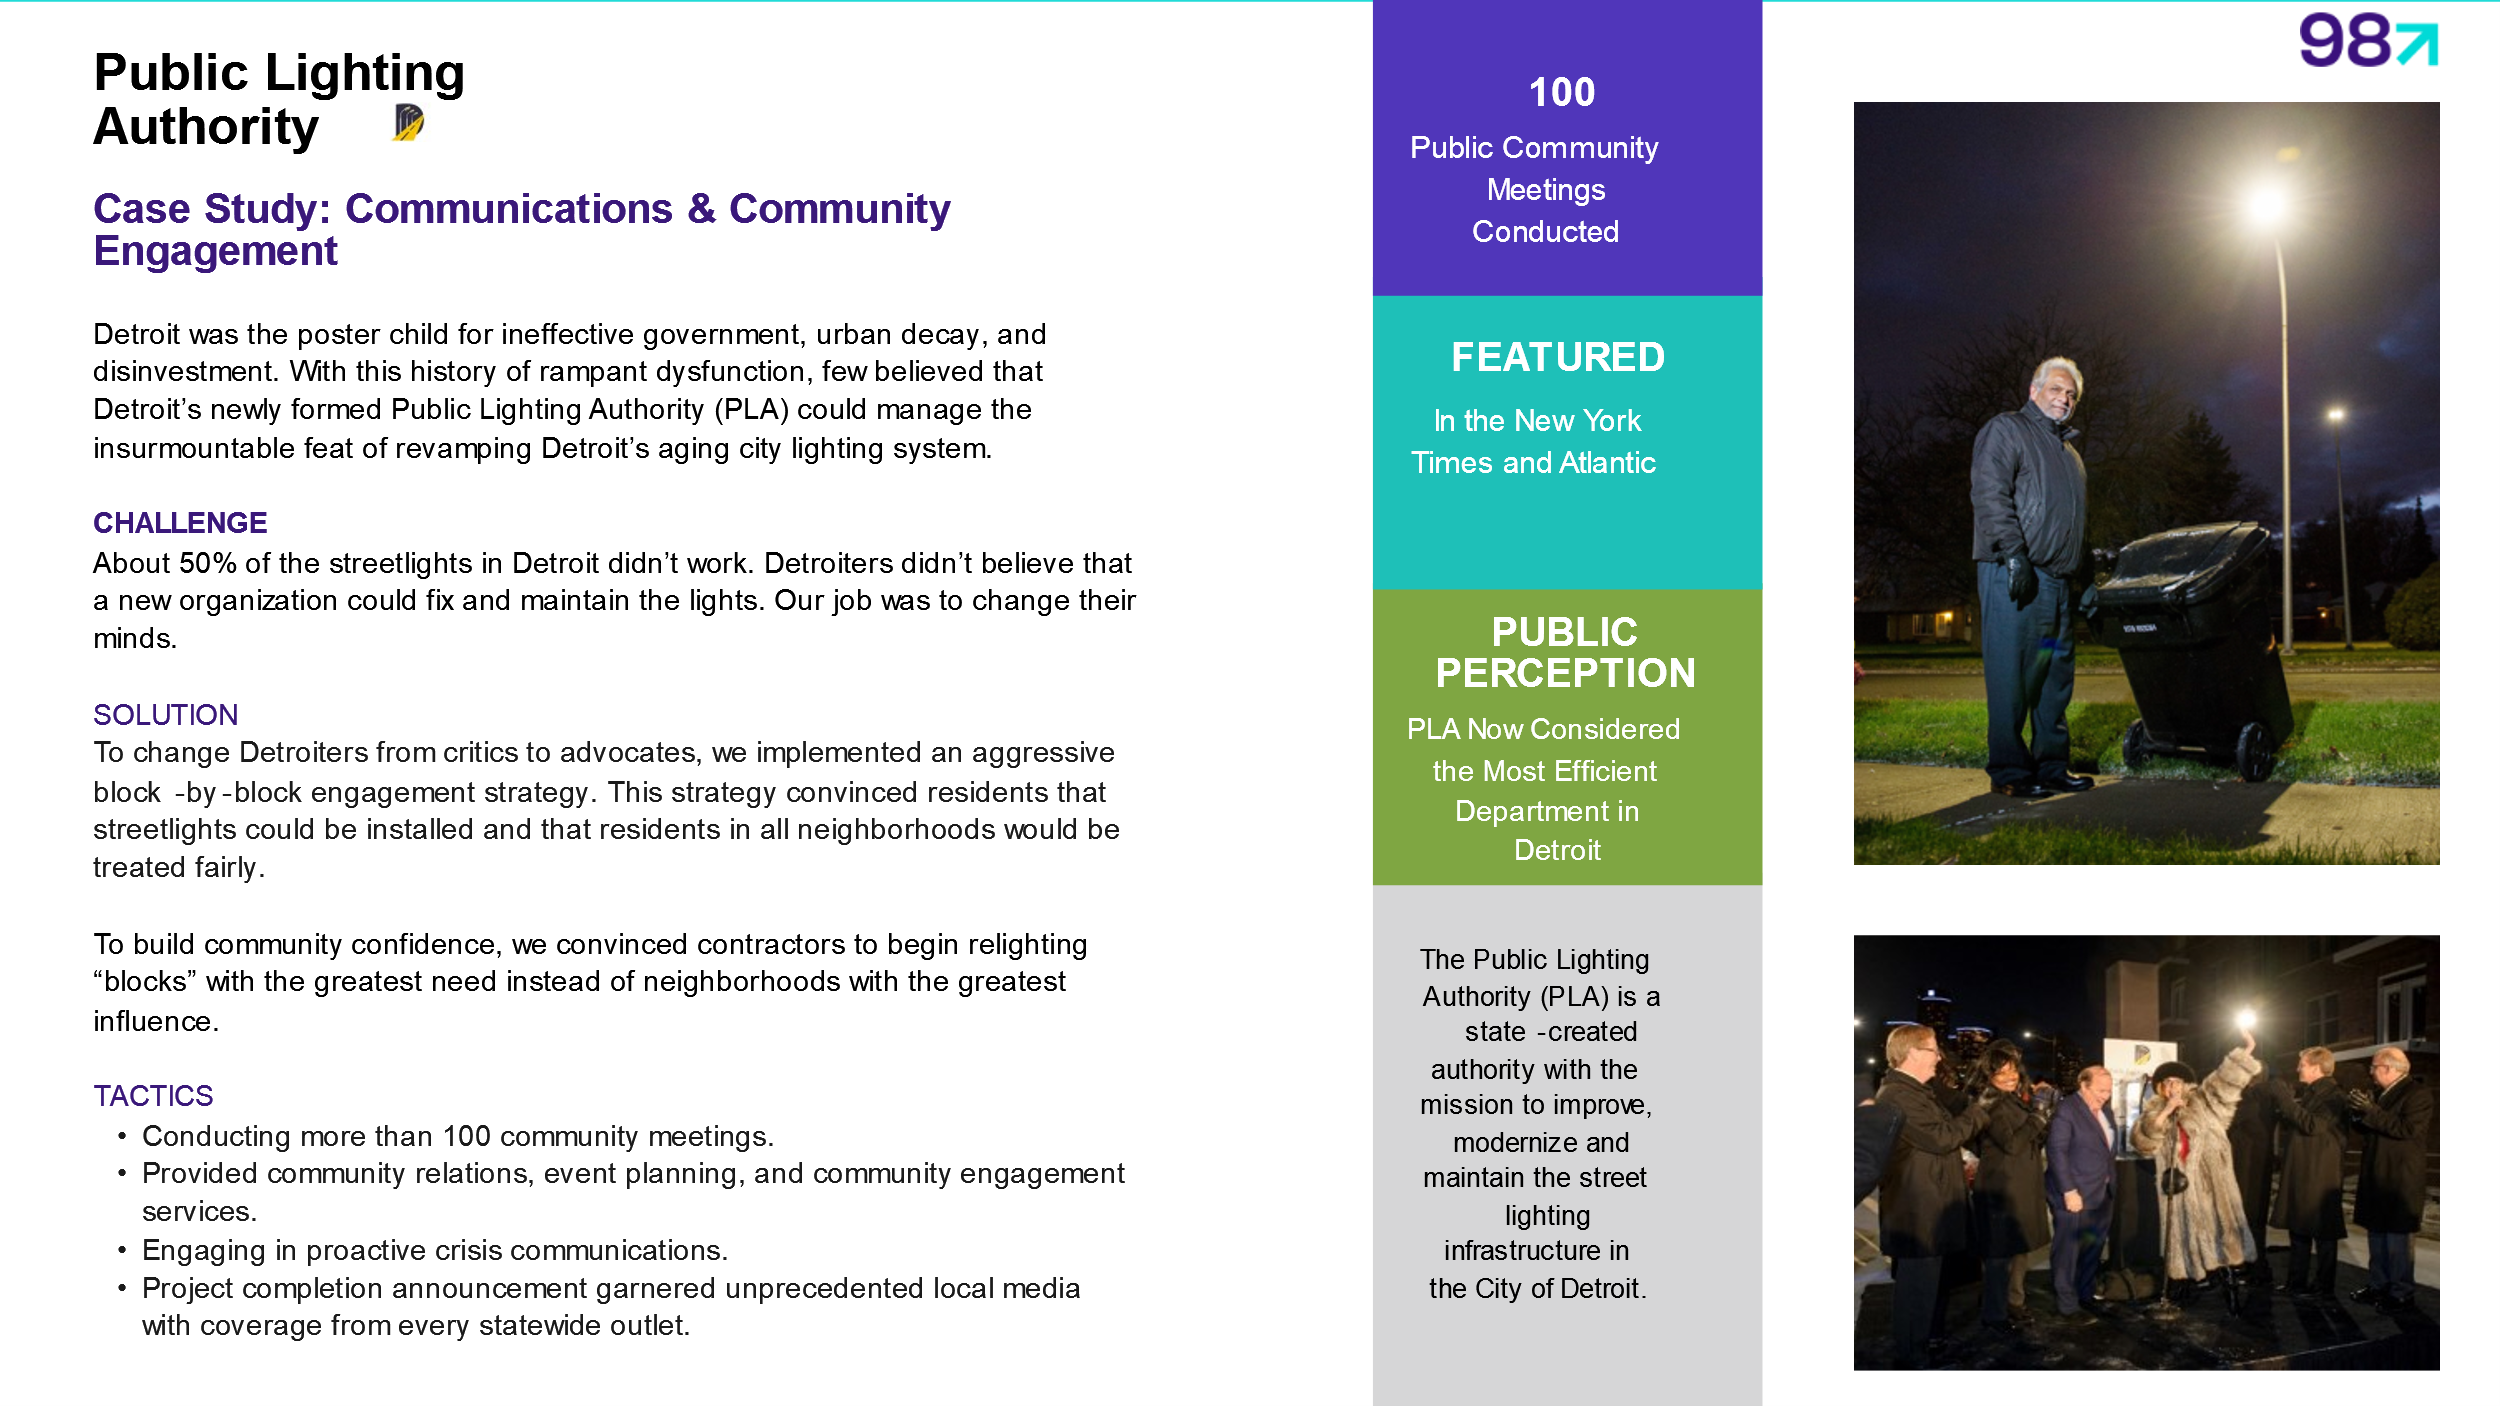 Public Lighting
Authority
Case Study: Communications & Community
Engagement
Detroit was the poster child for ineffective government, urban decay, and
disinvestment. With this history of rampant dysfunction, few believed that
Detroit’s newly formed Public Lighting Authority (PLA) could manage the
insurmountable feat of revamping Detroit’s aging city lighting system.
CHALLENGE
About 50% of the streetlights in Detroit didn’t work. Detroiters didn’t believe that
a new organization could fix and maintain the lights. Our job was to change their
minds.
SOLUTION
To change Detroiters from critics to advocates, we implemented an aggressive
block -by -block engagement strategy. This strategy convinced residents that
streetlights could be installed and that residents in all neighborhoods would be
treated fairly.
To build community confidence, we convinced contractors to begin relighting
“blocks” with the greatest need instead of neighborhoods with the greatest
influence.
TACTICS
• Conducting more than 100 community meetings.
• Provided community relations, event planning, and community engagement
services.
• Engaging in proactive crisis communications.
• Project completion announcement garnered unprecedented local media
with coverage from every statewide outlet.
100
Public Community
Meetings
Conducted
FEATURED
In the New York
Times and Atlantic
PUBLIC
PERCEPTION
PLA Now Considered
the Most Efficient
Department in
Detroit
The Public Lighting
Authority (PLA) is a
state -created
authority with the
mission to improve,
modernize and
maintain the street
lighting
infrastructure in
the City of Detroit.
98